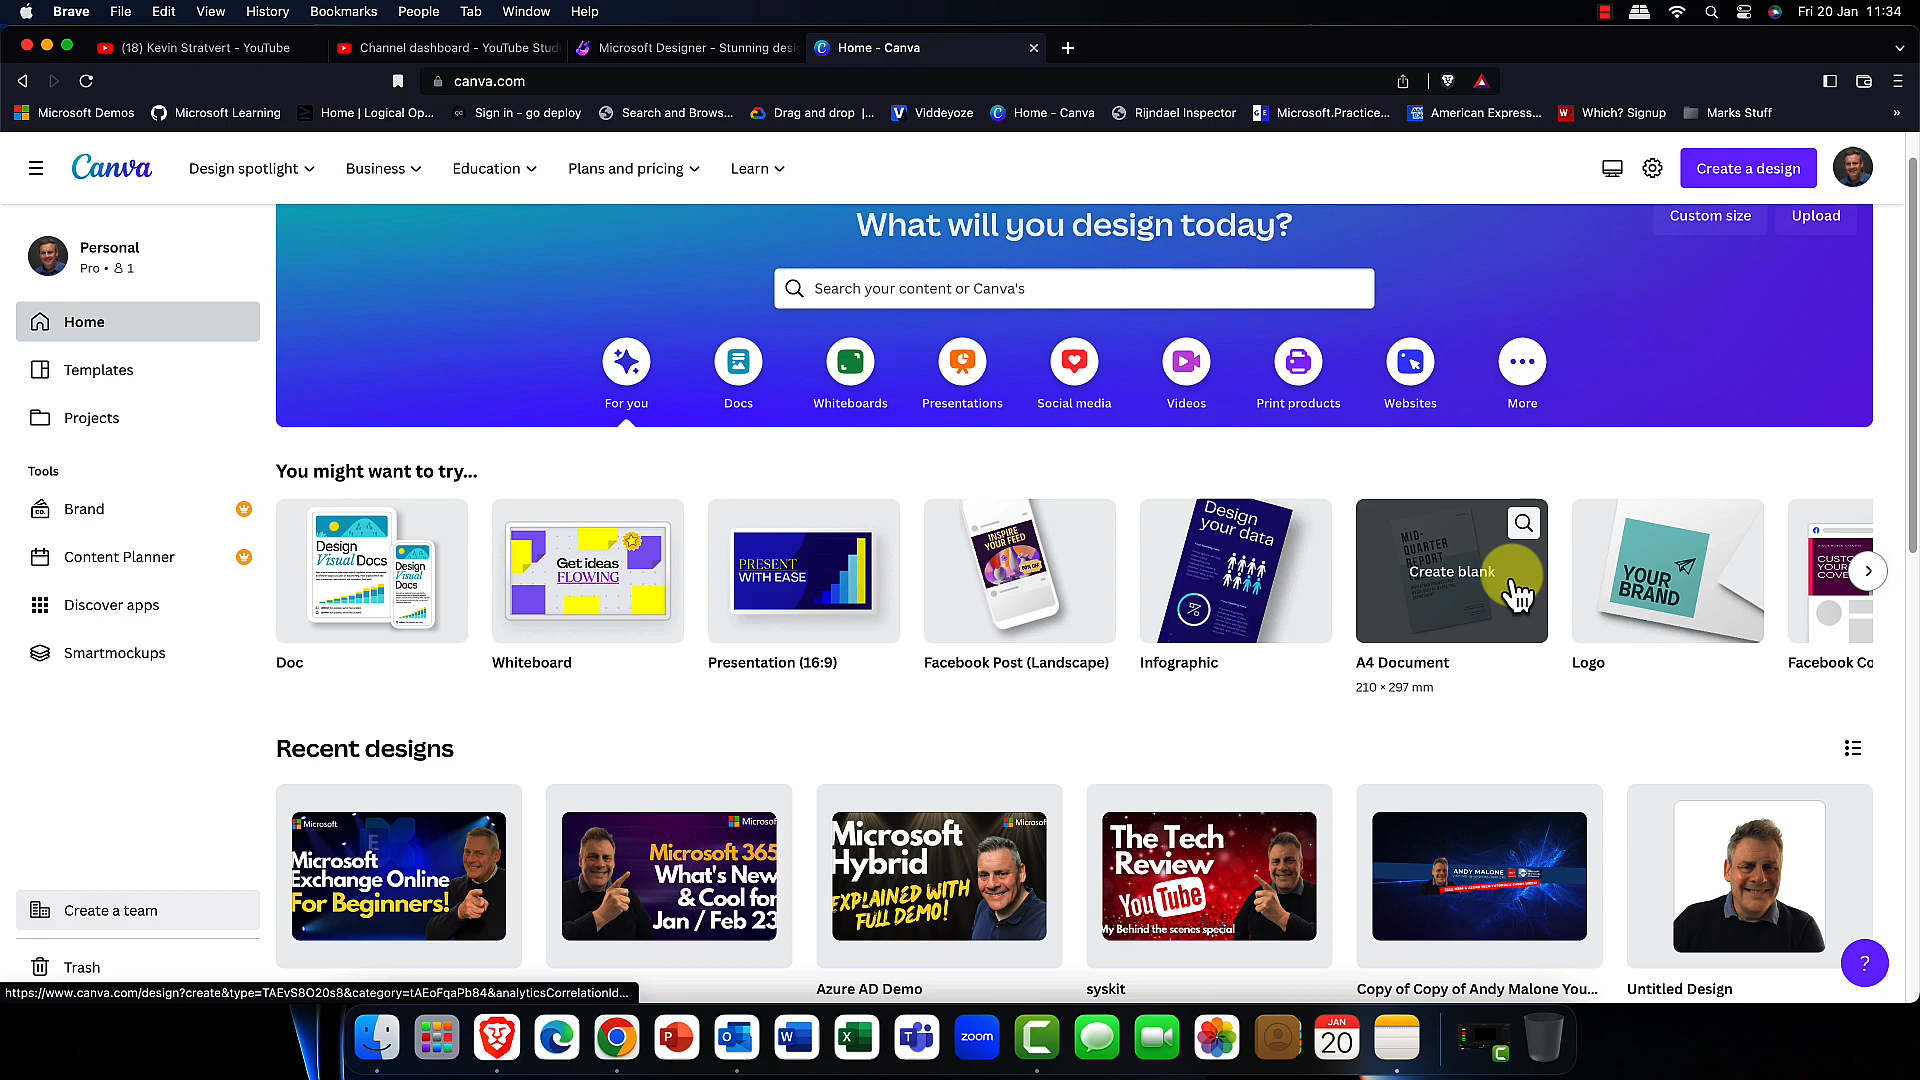 Brave File Edit View History Bookmarks People Tab Window Help Fri 20 Jan 11:34
(18) Kevin Stratvert - YouTube Channel dashboard - YouTube Studi Microsoft Designer - Stunning desig Home - Canva
canva.com
Microsoft Demos Microsoft Learning Home | Logical Op... Sign in - go deploy Search and Brows... Drag and drop |... Viddeyoze Home - Canva Rijndael Inspector Microsoft.Practice... American Express... Which? Signup Marks Stuff »
Canva Design spotlight Business Education Plans and pricing Learn Create a design
What will you design today?
Custom size Upload
Personal
Pro • 1
Search your content or Canva's
Home
Templates
Projects
For you Docs Whiteboards Presentations Social media Videos Print products Websites More
Tools
Brand
Content Planner
Discover apps
Smartmockups
You might want to try...
Design
Visual Docs
Design
Visual
Docs
Get ideas
FLOWING
PRESENT
WITH EASE
INSPIRE
YOUR FEED
Design
your data
MID-
QUARTER
REPORT
Create blank
YOUR
BRAND
Doc Whiteboard Presentation (16:9) Facebook Post (Landscape) Infographic A4 Document Logo Facebook Co
210 × 297 mm
Recent designs
Microsoft
Microsoft
Exchange Online
For Beginners!
Microsoft
Microsoft 365
What's New
& Cool for
Jan / Feb 23
Microsoft
Microsoft
Hybrid
EXPLAINED WITH
FULL DEMO!
The Tech
Review
YouTube
My Behind the scenes special
ANDY MALONE
Create a team
Trash
Azure AD Demo syskit Copy of Copy of Andy Malone You... Untitled Design
?
https://www.canva.com/design?create&type=TAEvS8O20s8&category=tAEoFqaPb84&analyticsCorrelationId...
zoom
JAN
20